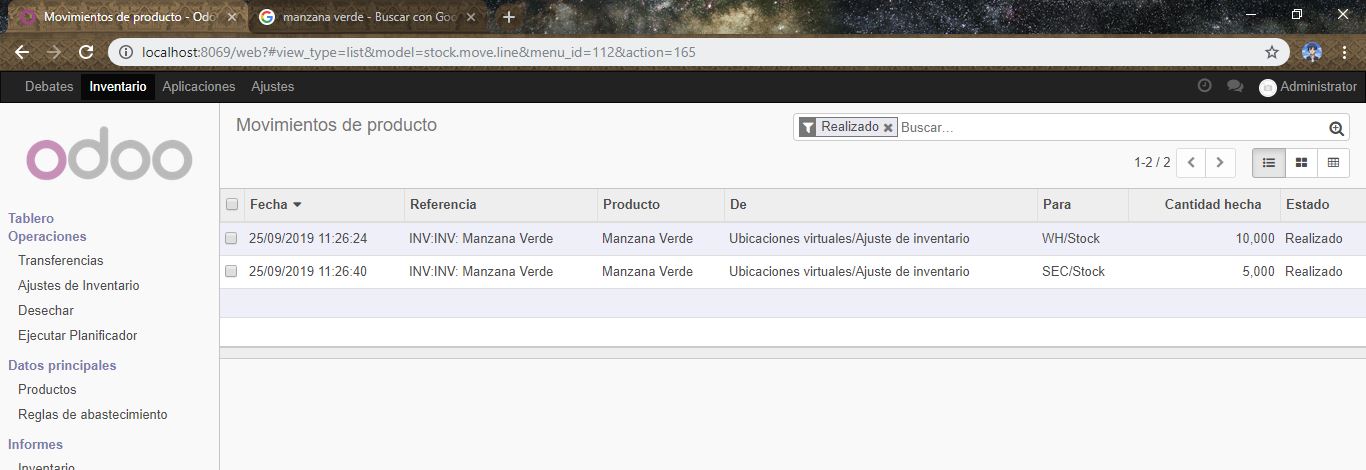 Movimientos de producto - Odoo
manzana verde - Buscar con Goo
localhost:8069/web?#view_type=list&model=stock.move.line&menu_id=112&action=165
Debates Inventario Aplicaciones Ajustes Administrator
odoo
Movimientos de producto
Realizado Buscar...
1-2 / 2
Fecha Referencia Producto De Para Cantidad hecha Estado
25/09/2019 11:26:24 INV:INV: Manzana Verde Manzana Verde Ubicaciones virtuales/Ajuste de inventario WH/Stock 10,000 Realizado
25/09/2019 11:26:40 INV:INV: Manzana Verde Manzana Verde Ubicaciones virtuales/Ajuste de inventario SEC/Stock 5,000 Realizado
Tablero
Operaciones
Transferencias
Ajustes de Inventario
Desechar
Ejecutar Planificador
Datos principales
Productos
Reglas de abastecimiento
Informes
Inventario